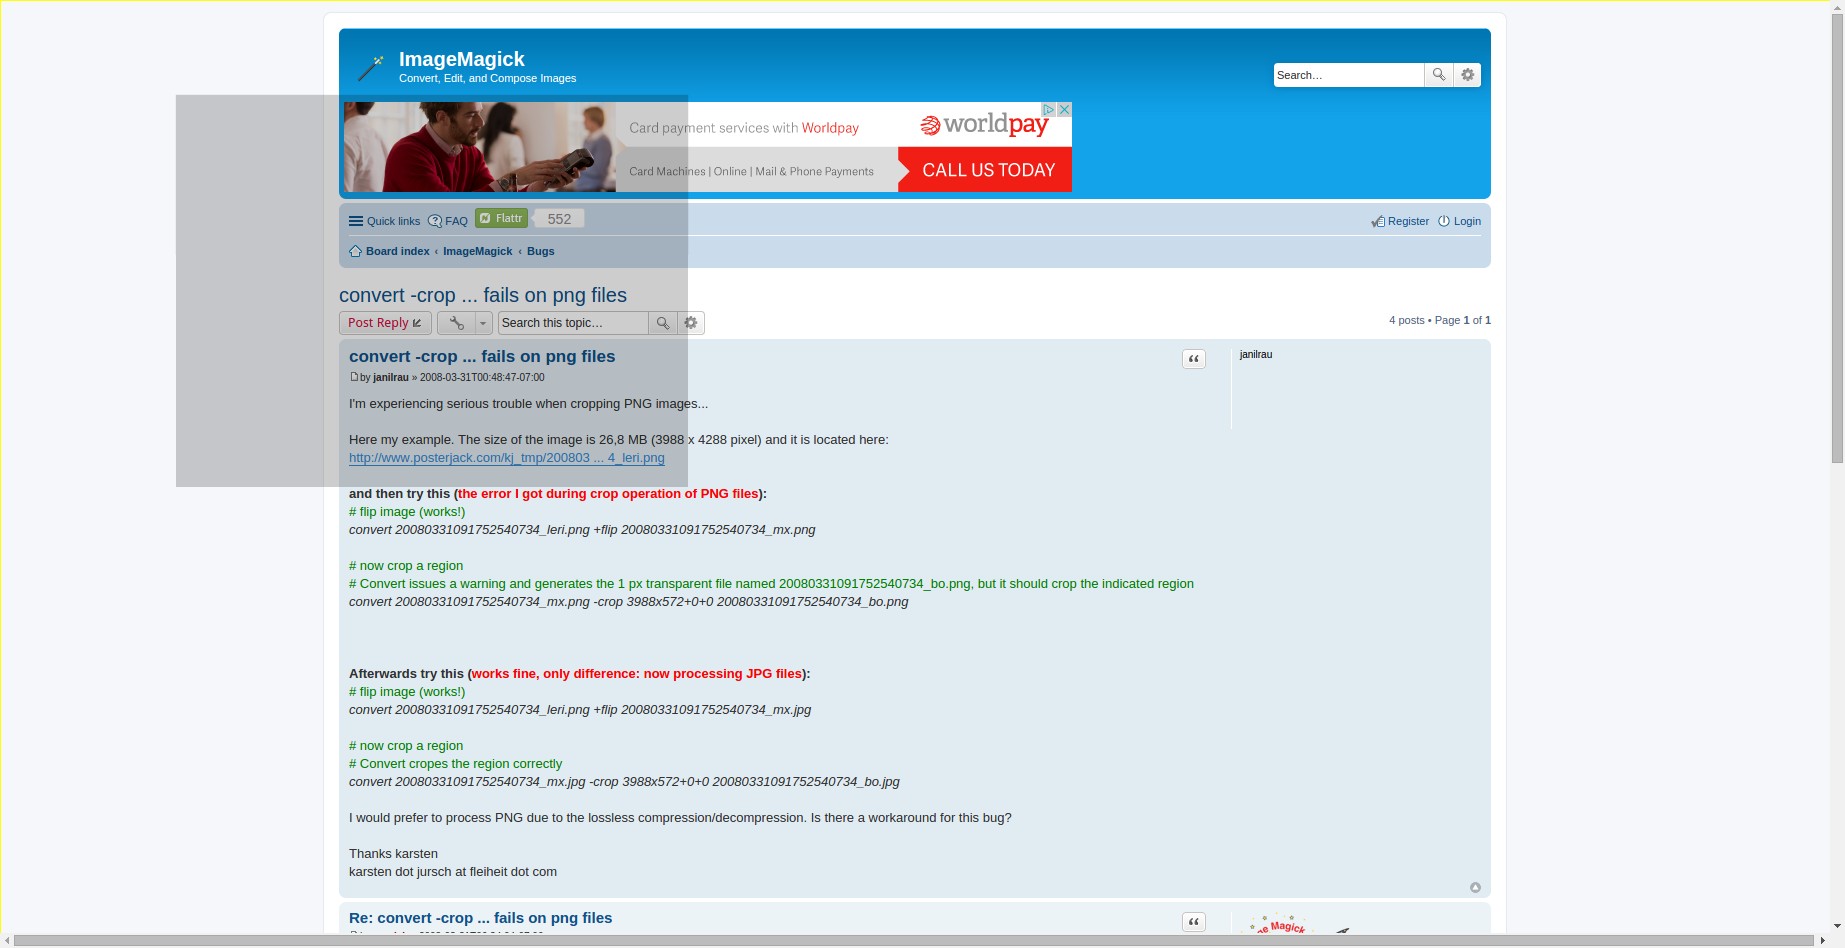 ImageMagick
Convert, Edit, and Compose Images
Search…
Card payment services with Worldpay
worldpay
Card Machines | Online | Mail & Phone Payments
CALL US TODAY
Quick links FAQ Flattr 552
Register Login
Board index ‹ ImageMagick ‹ Bugs
convert -crop ... fails on png files
Post Reply Search this topic…
4 posts • Page 1 of 1
convert -crop ... fails on png files
janilrau
by janilrau » 2008-03-31T00:48:47-07:00
I'm experiencing serious trouble when cropping PNG images...
Here my example. The size of the image is 26,8 MB (3988 x 4288 pixel) and it is located here:
http://www.posterjack.com/kj_tmp/200803 ... 4_leri.png
and then try this (the error I got during crop operation of PNG files):
# flip image (works!)
convert 20080331091752540734_leri.png +flip 20080331091752540734_mx.png
# now crop a region
# Convert issues a warning and generates the 1 px transparent file named 20080331091752540734_bo.png, but it should crop the indicated region
convert 20080331091752540734_mx.png -crop 3988x572+0+0 20080331091752540734_bo.png
Afterwards try this (works fine, only difference: now processing JPG files):
# flip image (works!)
convert 20080331091752540734_leri.png +flip 20080331091752540734_mx.jpg
# now crop a region
# Convert cropes the region correctly
convert 20080331091752540734_mx.jpg -crop 3988x572+0+0 20080331091752540734_bo.jpg
I would prefer to process PNG due to the lossless compression/decompression. Is there a workaround for this bug?
Thanks karsten
karsten dot jursch at fleiheit dot com
Re: convert -crop ... fails on png files
Magick